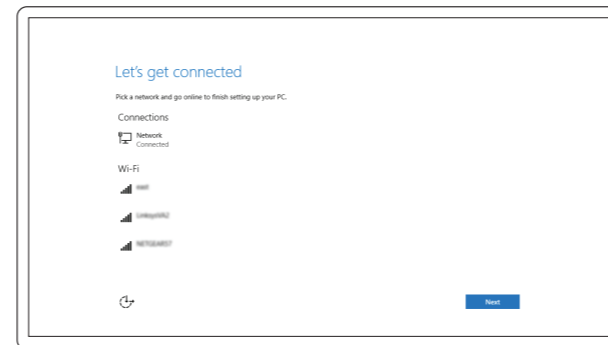 Let's get connected
Pick a network and go online to finish setting up your PC.
Connections
Network
Connected
Wi-Fi
NETGEAR57
Next